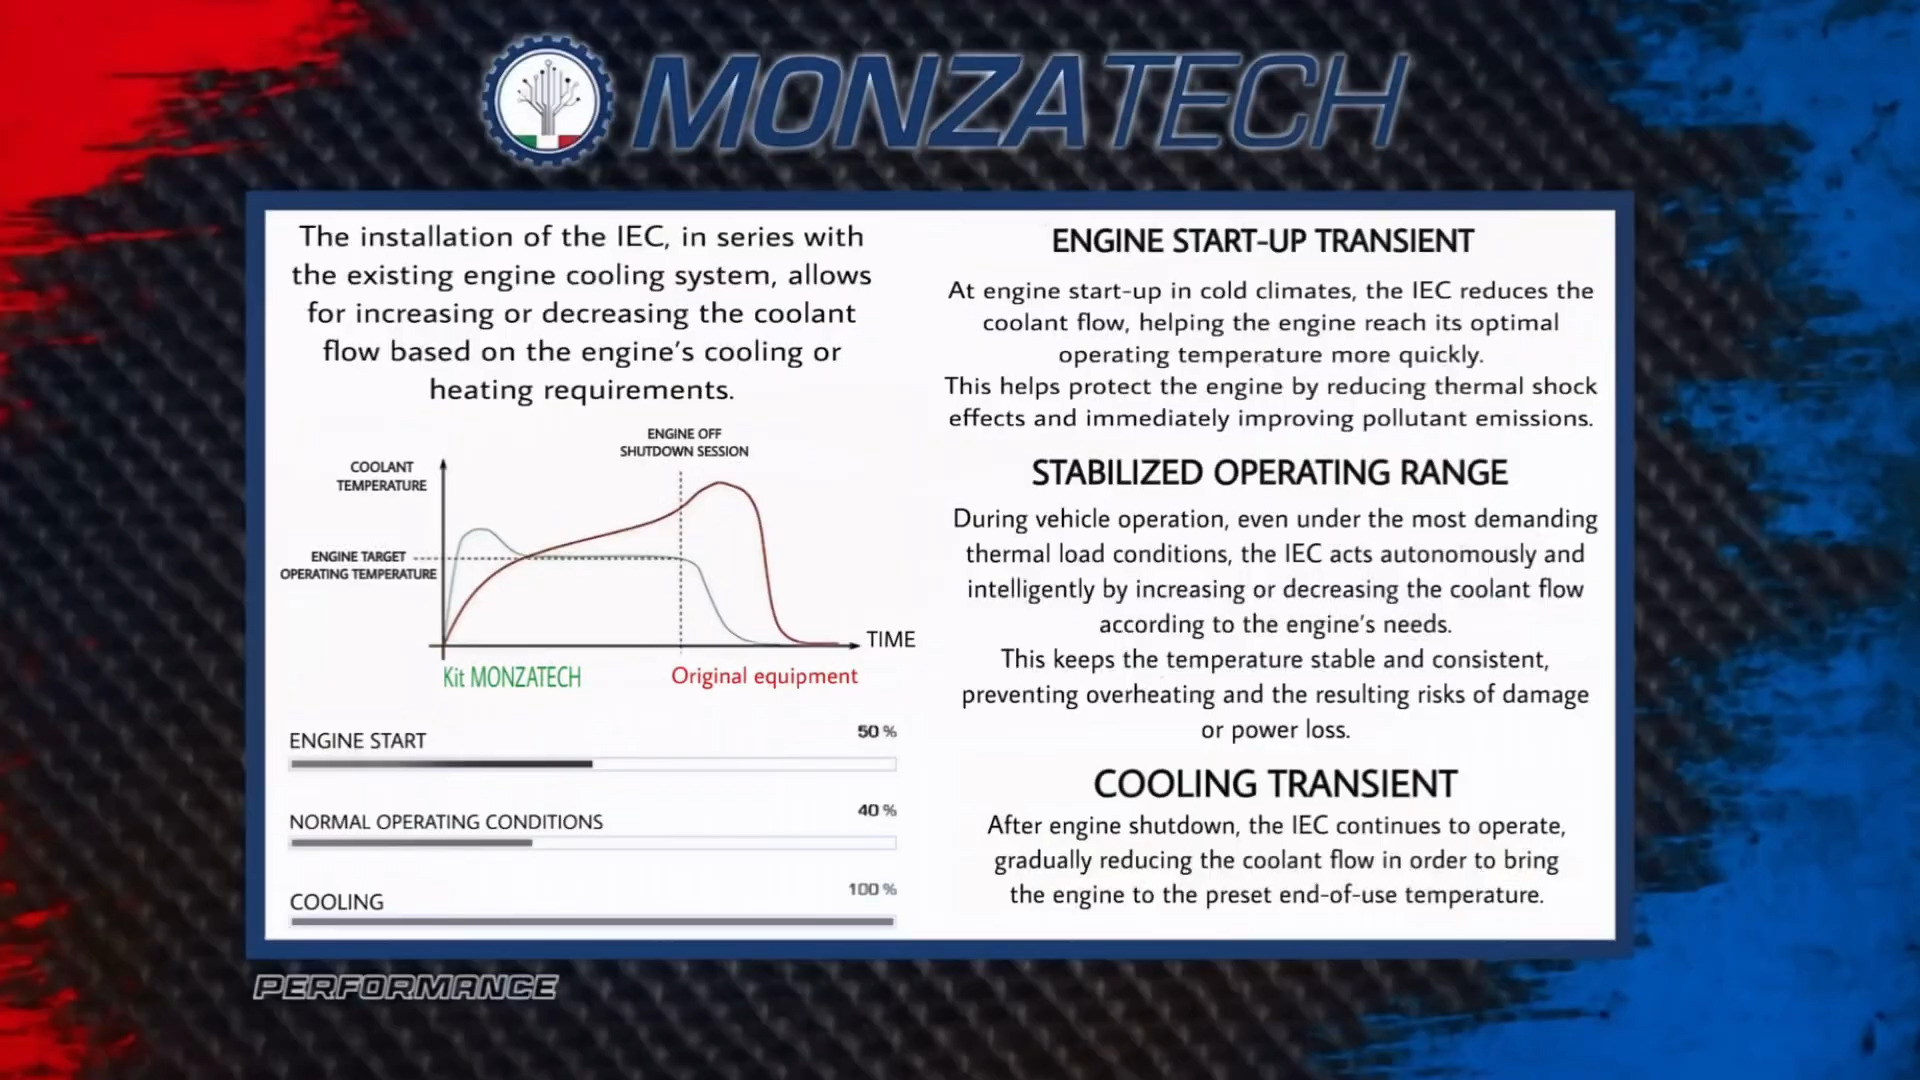 MONZATECH
The installation of the IEC, in series with
the existing engine cooling system, allows
for increasing or decreasing the coolant
flow based on the engine's cooling or
heating requirements.
ENGINE OFF
SHUTDOWN SESSION
COOLANT
TEMPERATURE
ENGINE TARGET
OPERATING TEMPERATURE
TIME
Kit MONZATECH
Original equipment
ENGINE START
50 %
NORMAL OPERATING CONDITIONS
40 %
COOLING
100 %
ENGINE START-UP TRANSIENT
At engine start-up in cold climates, the IEC reduces the
coolant flow, helping the engine reach its optimal
operating temperature more quickly.
This helps protect the engine by reducing thermal shock
effects and immediately improving pollutant emissions.
STABILIZED OPERATING RANGE
During vehicle operation, even under the most demanding
thermal load conditions, the IEC acts autonomously and
intelligently by increasing or decreasing the coolant flow
according to the engine's needs.
This keeps the temperature stable and consistent,
preventing overheating and the resulting risks of damage
or power loss.
COOLING TRANSIENT
After engine shutdown, the IEC continues to operate,
gradually reducing the coolant flow in order to bring
the engine to the preset end-of-use temperature.
PERFORMANCE